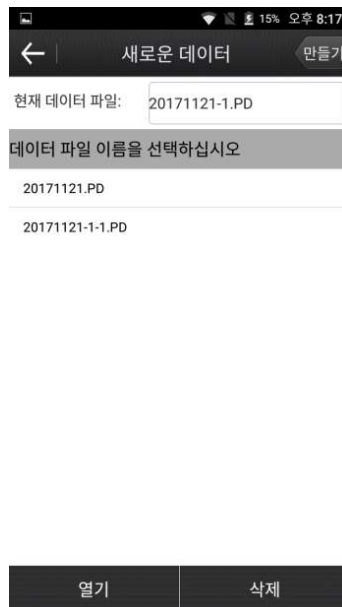 15% 오후 8:17
새로운 데이터
만들기
현재 데이터 파일: 20171121-1.PD
데이터 파일 이름을 선택하십시오
20171121.PD
20171121-1-1.PD
열기 삭제